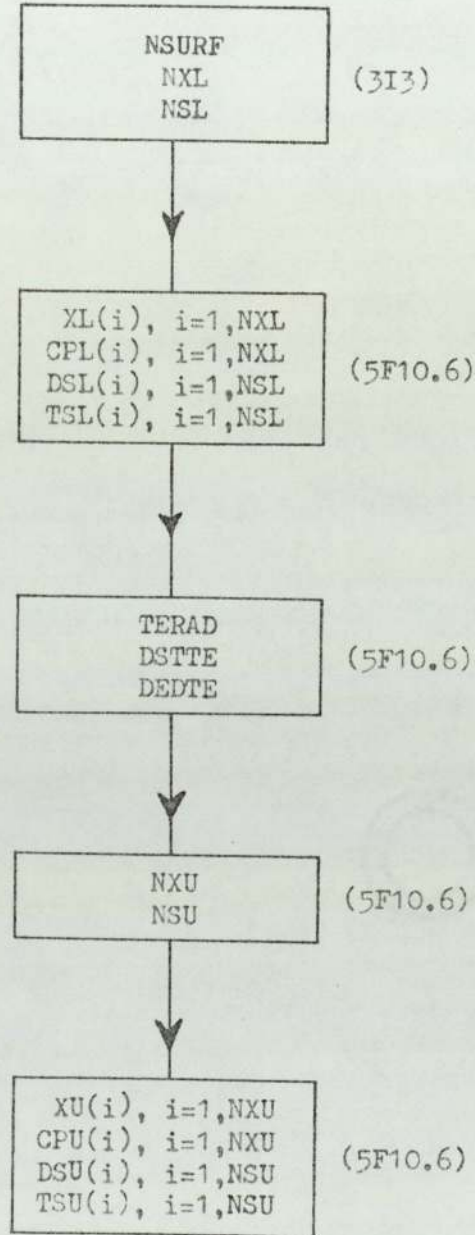 NSURF
NXL
NSL
(3I3)
XL(i), i=1,NXL
CPL(i), i=1,NXL
DSL(i), i=1,NSL
TSL(i), i=1,NSL
(5F10.6)
TERAD
DSTTE
DEDTE
(5F10.6)
NXU
NSU
(5F10.6)
XU(i), i=1,NXU
CPU(i), i=1,NXU
DSU(i), i=1,NSU
TSU(i), i=1,NSU
(5F10.6)